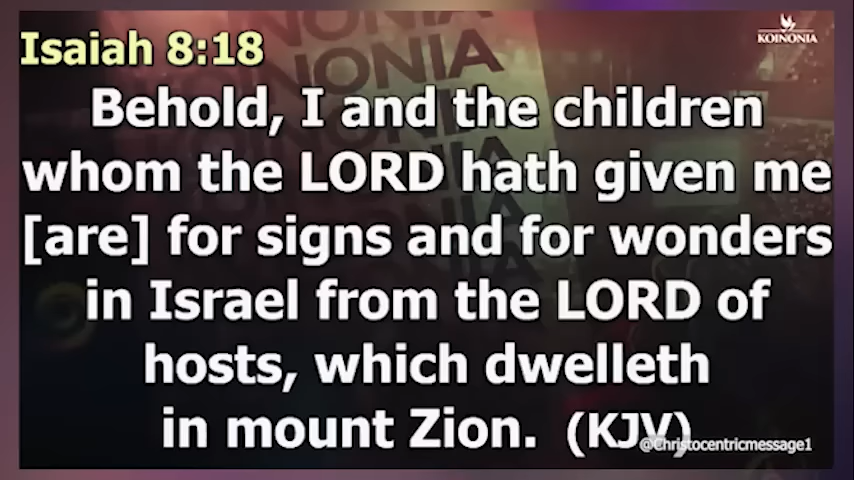 KOINONIA
Isaiah 8:18
Behold, I and the children
whom the LORD hath given me
[are] for signs and for wonders
in Israel from the LORD of
hosts, which dwelleth
in mount Zion. (KJV)
@Christocentricmessage1